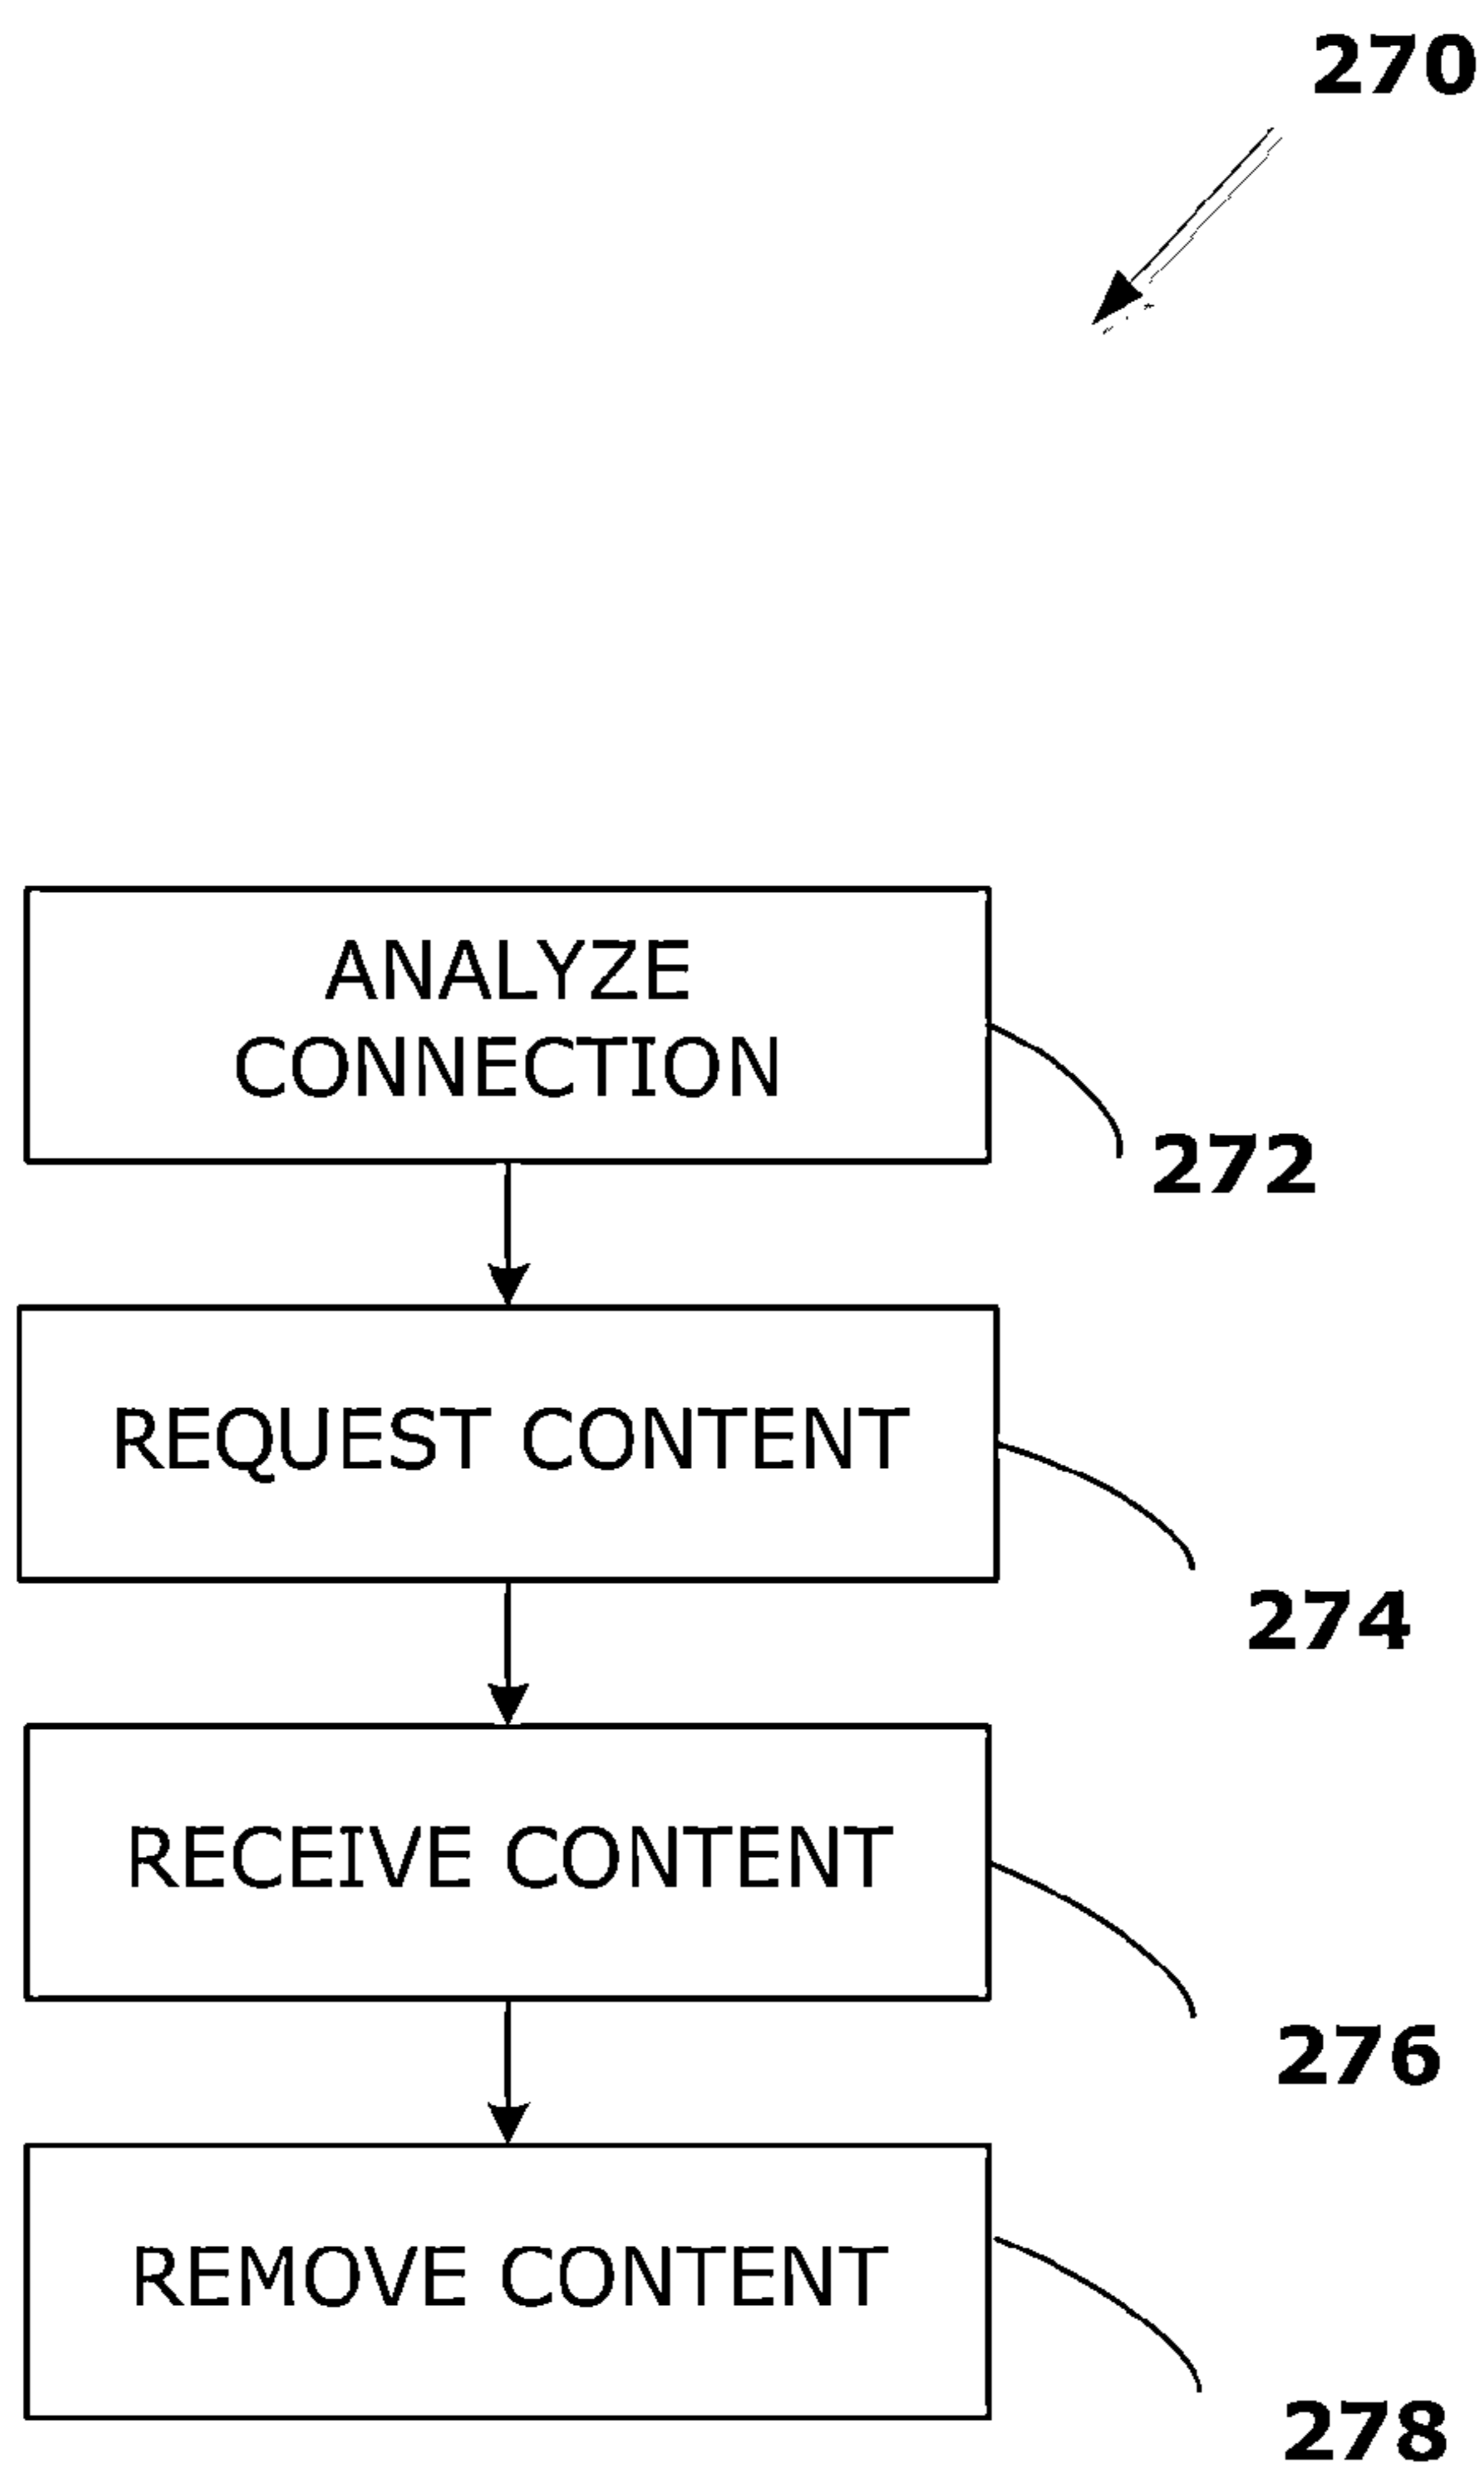 270
ANALYZE
CONNECTION
272
REQUEST CONTENT
274
RECEIVE CONTENT
276
REMOVE CONTENT
278